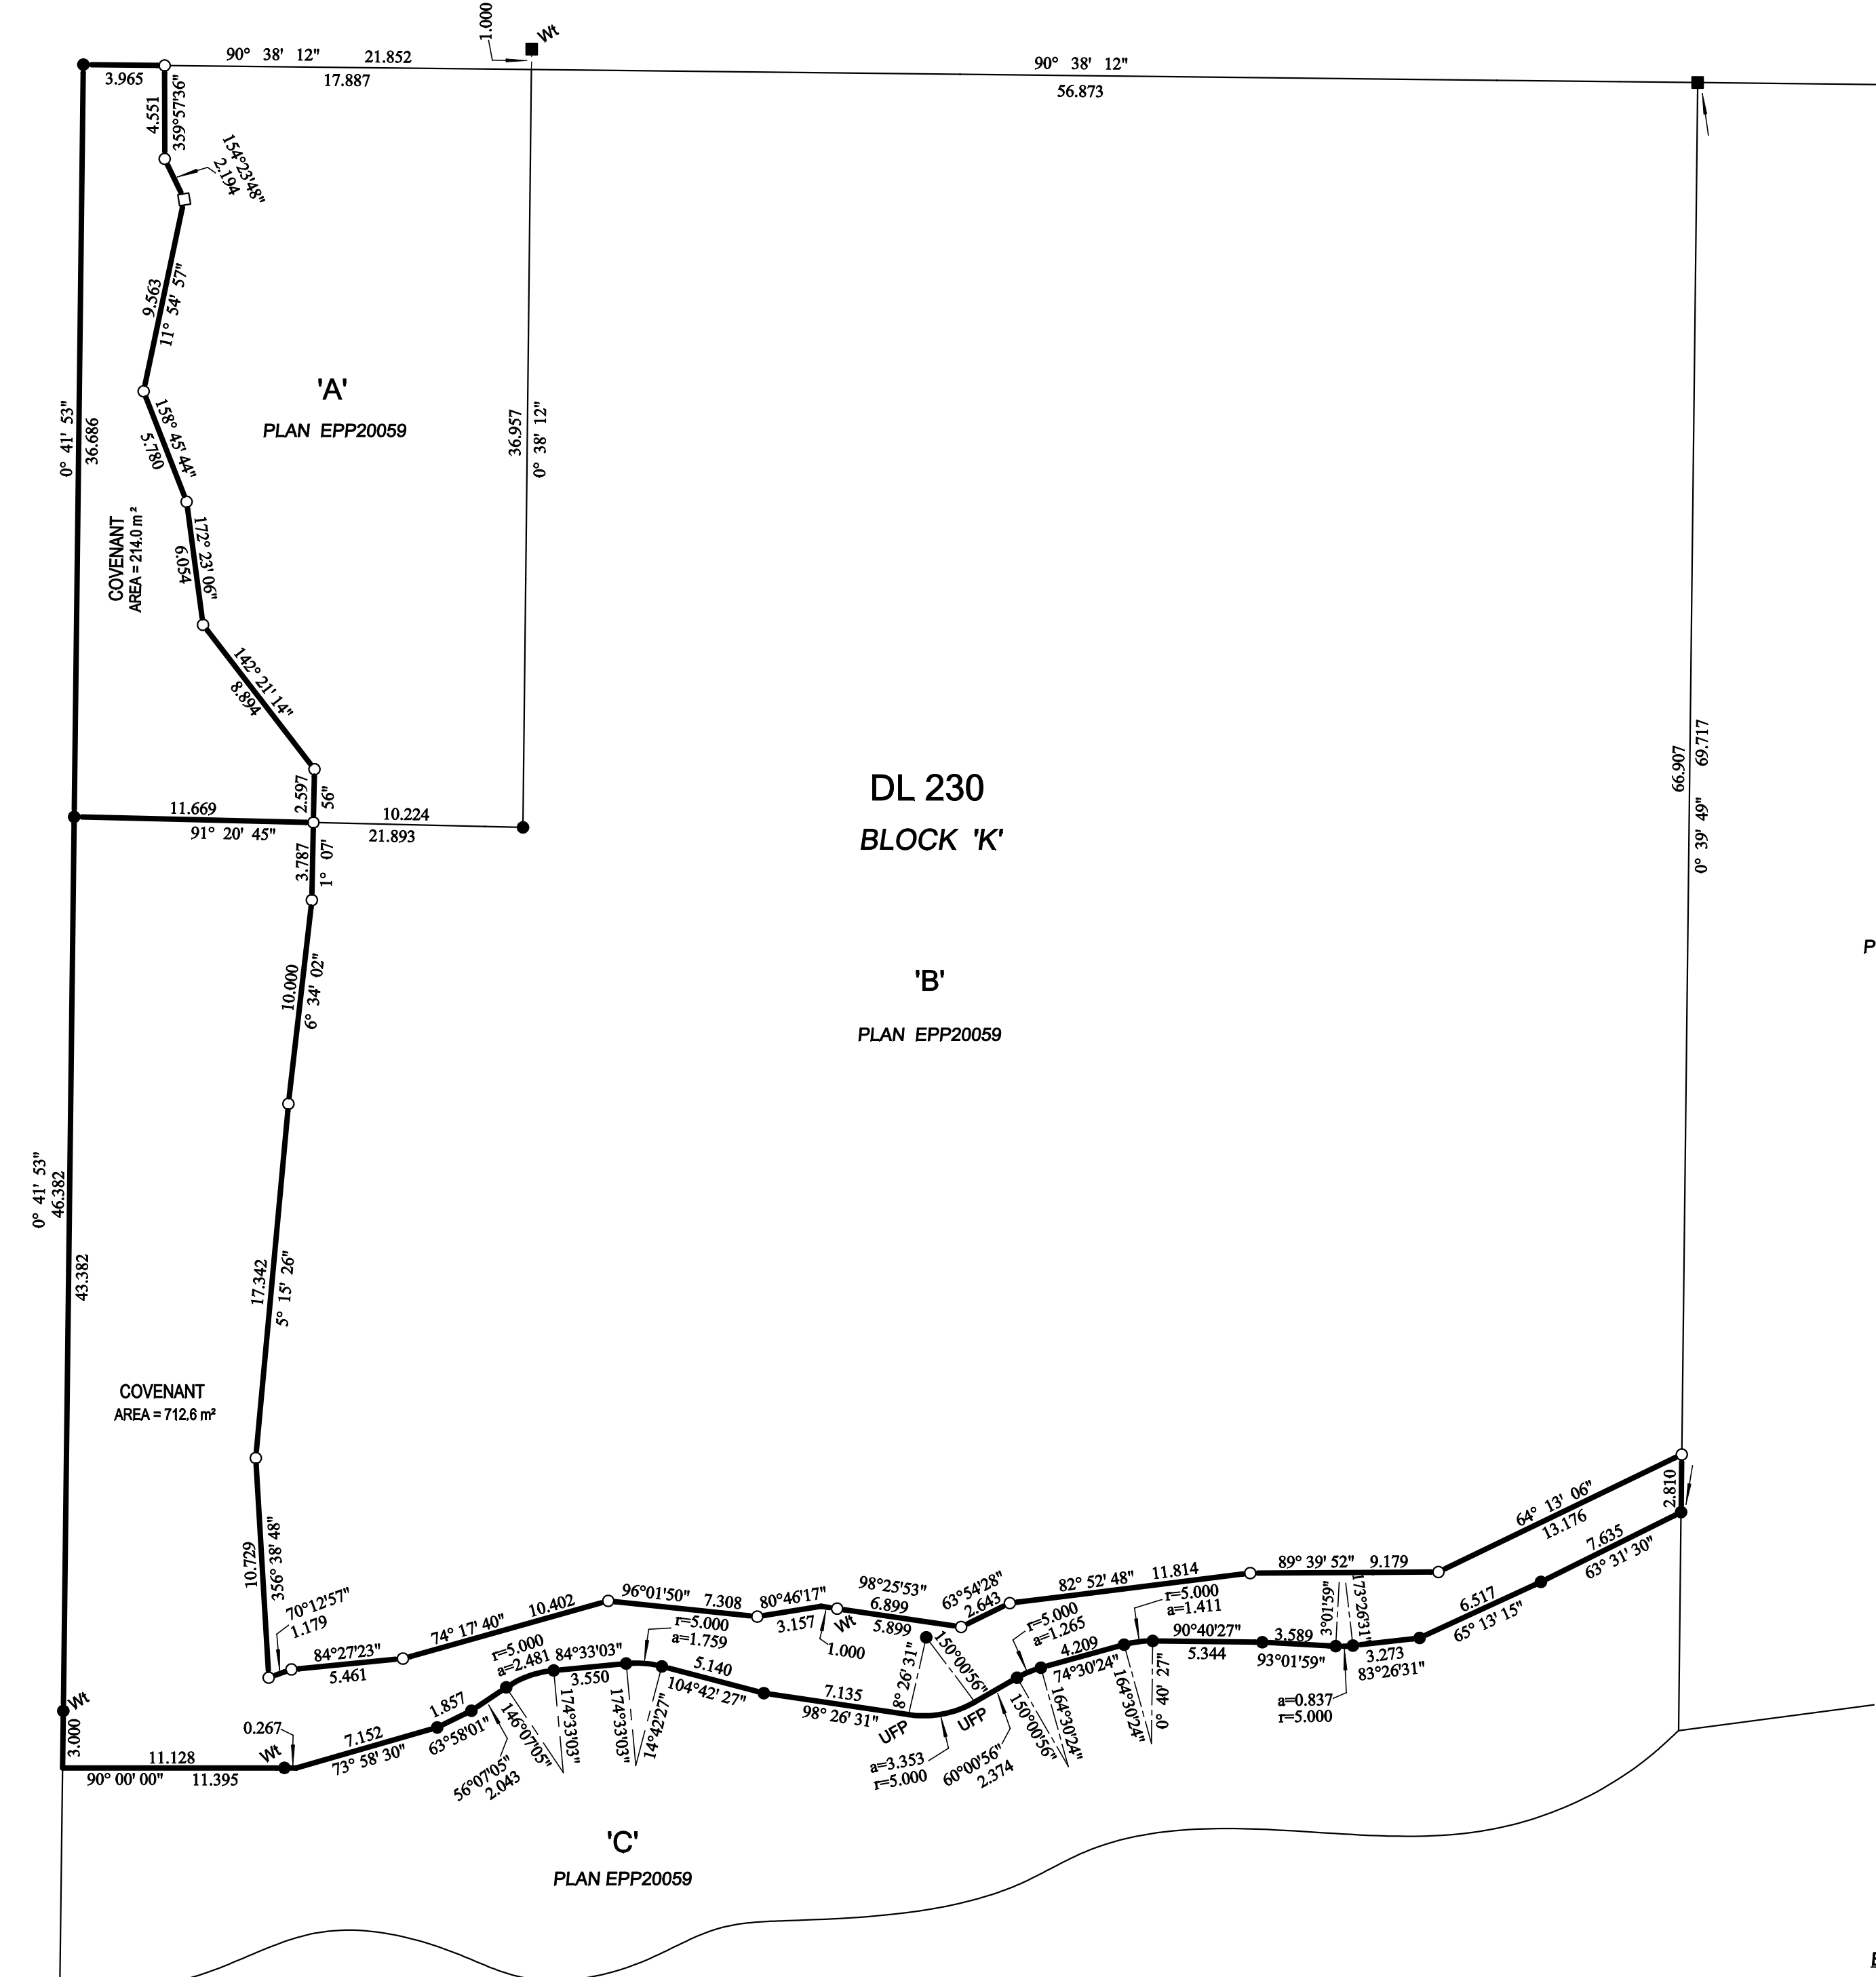 1.000
Wt
90° 38' 12" 21.852
3.965
17.887
90° 38' 12"
56.873
4.551
359°57'36"
154°23'48"
2.194
9.563
11° 54' 57"
'A'
PLAN EPP20059
0° 41' 53"
36.686
158° 45' 44"
5.780
36.957
0° 38' 12"
COVENANT
AREA = 214.0 m²
172° 23' 06"
6.054
142° 21' 14"
8.894
66.907
0° 39' 49" 69.717
DL 230
BLOCK 'K'
2.597
56"
11.669
91° 20' 45"
10.224
21.893
3.787
1° 07'
P
'B'
PLAN EPP20059
10.000
6° 34' 02"
0° 41' 53"
46.382
43.382
17.342
5° 15' 26"
COVENANT
AREA = 712.6 m²
10.729
356° 38' 48"
70°12'57"
1.179
84°27'23"
5.461
74° 17' 40" 10.402
96°01'50" 7.308
80°46'17"
3.157
1.000
Wt
98°25'53"
6.899
5.899
63°54'28"
2.643
82° 52' 48" 11.814
89° 39' 52" 9.179
64° 13' 06"
13.176
2.810
7.635
63° 31' 30"
6.517
65° 13' 15"
3.273
83°26'31"
173°26'31"
3°01'59"
3.589
93°01'59"
a=0.837
r=5.000
90°40'27"
5.344
r=5.000
a=1.411
0° 40' 27"
164°30'24"
4.209
74°30'24"
r=5.000
a=1.265
164°30'24"
150°00'56"
60°00'56"
2.374
150°00'56"
8° 26' 31"
UFP
UFP
a=3.353
r=5.000
7.135
98° 26' 31"
5.140
104°42' 27"
r=5.000
a=1.759
14°42'27"
174°33'03"
84°33'03"
3.550
r=5.000
a=2.481
174°33'03"
146°07'05"
56°07'05"
2.043
1.857
63°58'01"
7.152
73° 58' 30"
0.267
Wt
Wt
3.000
11.128
90° 00' 00" 11.395
'C'
PLAN EPP20059